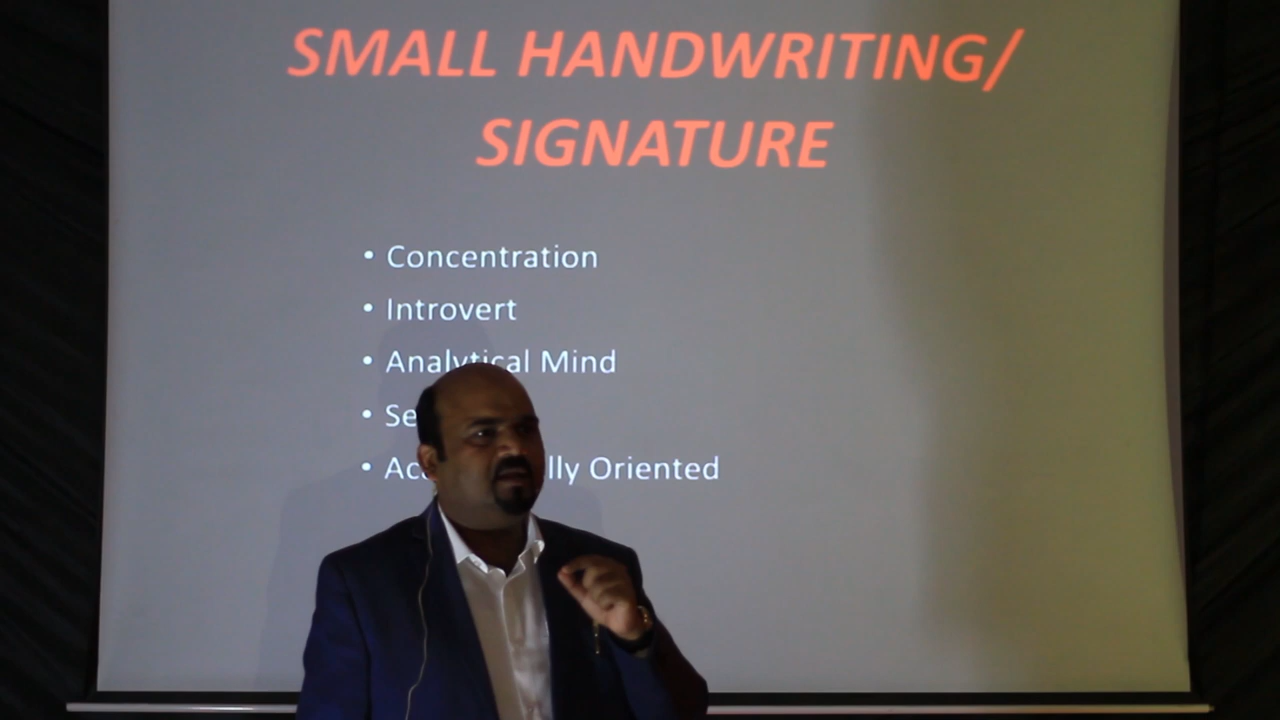 SMALL HANDWRITING/
SIGNATURE
• Concentration
• Introvert
• Analytical Mind
•
• Oriented